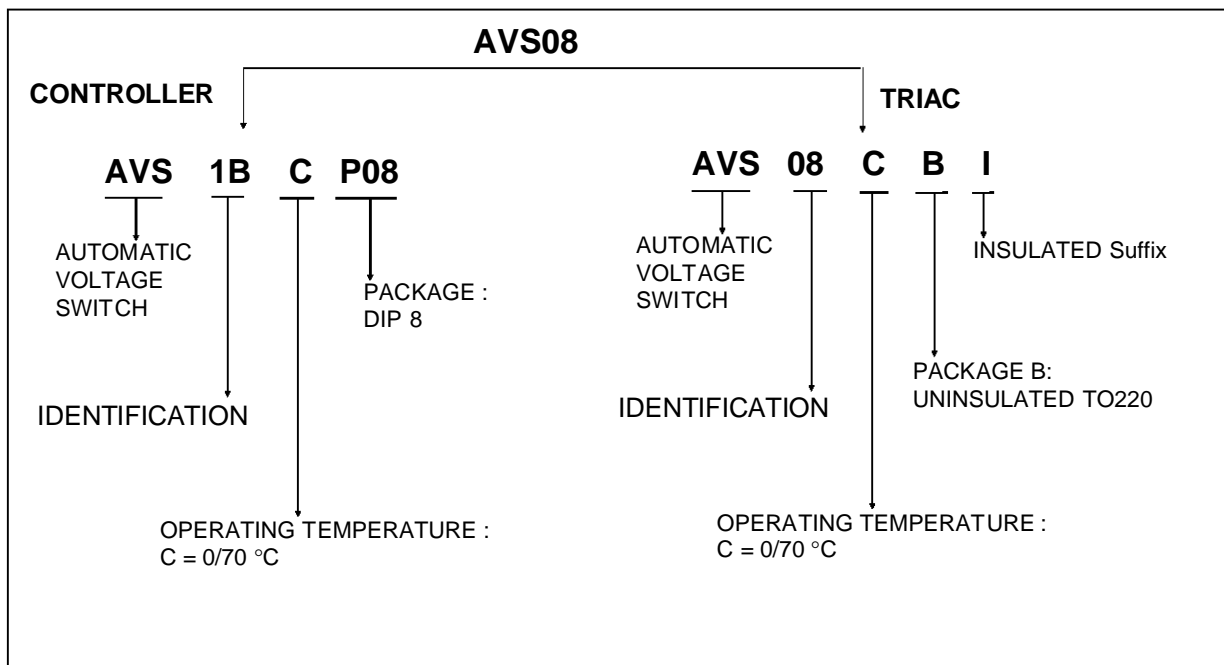 AVS08
CONTROLLER
TRIAC
AVS 1B C P08
AUTOMATIC
VOLTAGE
SWITCH
PACKAGE :
DIP 8
IDENTIFICATION
OPERATING TEMPERATURE :
C = 0/70 °C
AVS 08 C B I
AUTOMATIC
VOLTAGE
SWITCH
INSULATED Suffix
PACKAGE B:
UNINSULATED TO220
IDENTIFICATION
OPERATING TEMPERATURE :
C = 0/70 °C